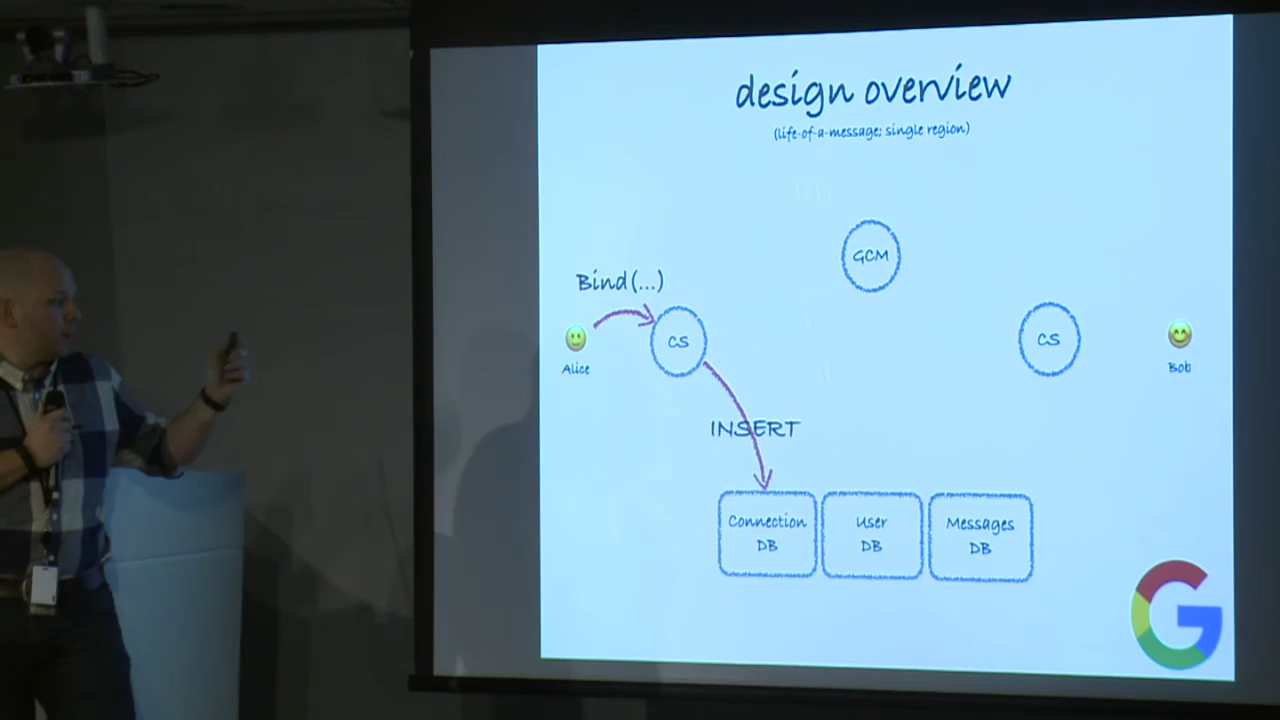 design overview
(life-of-a-message; single region)
GCM
Bind(...)
CS
CS
Alice
Bob
INSERT
Connection
DB
User
DB
Messages
DB